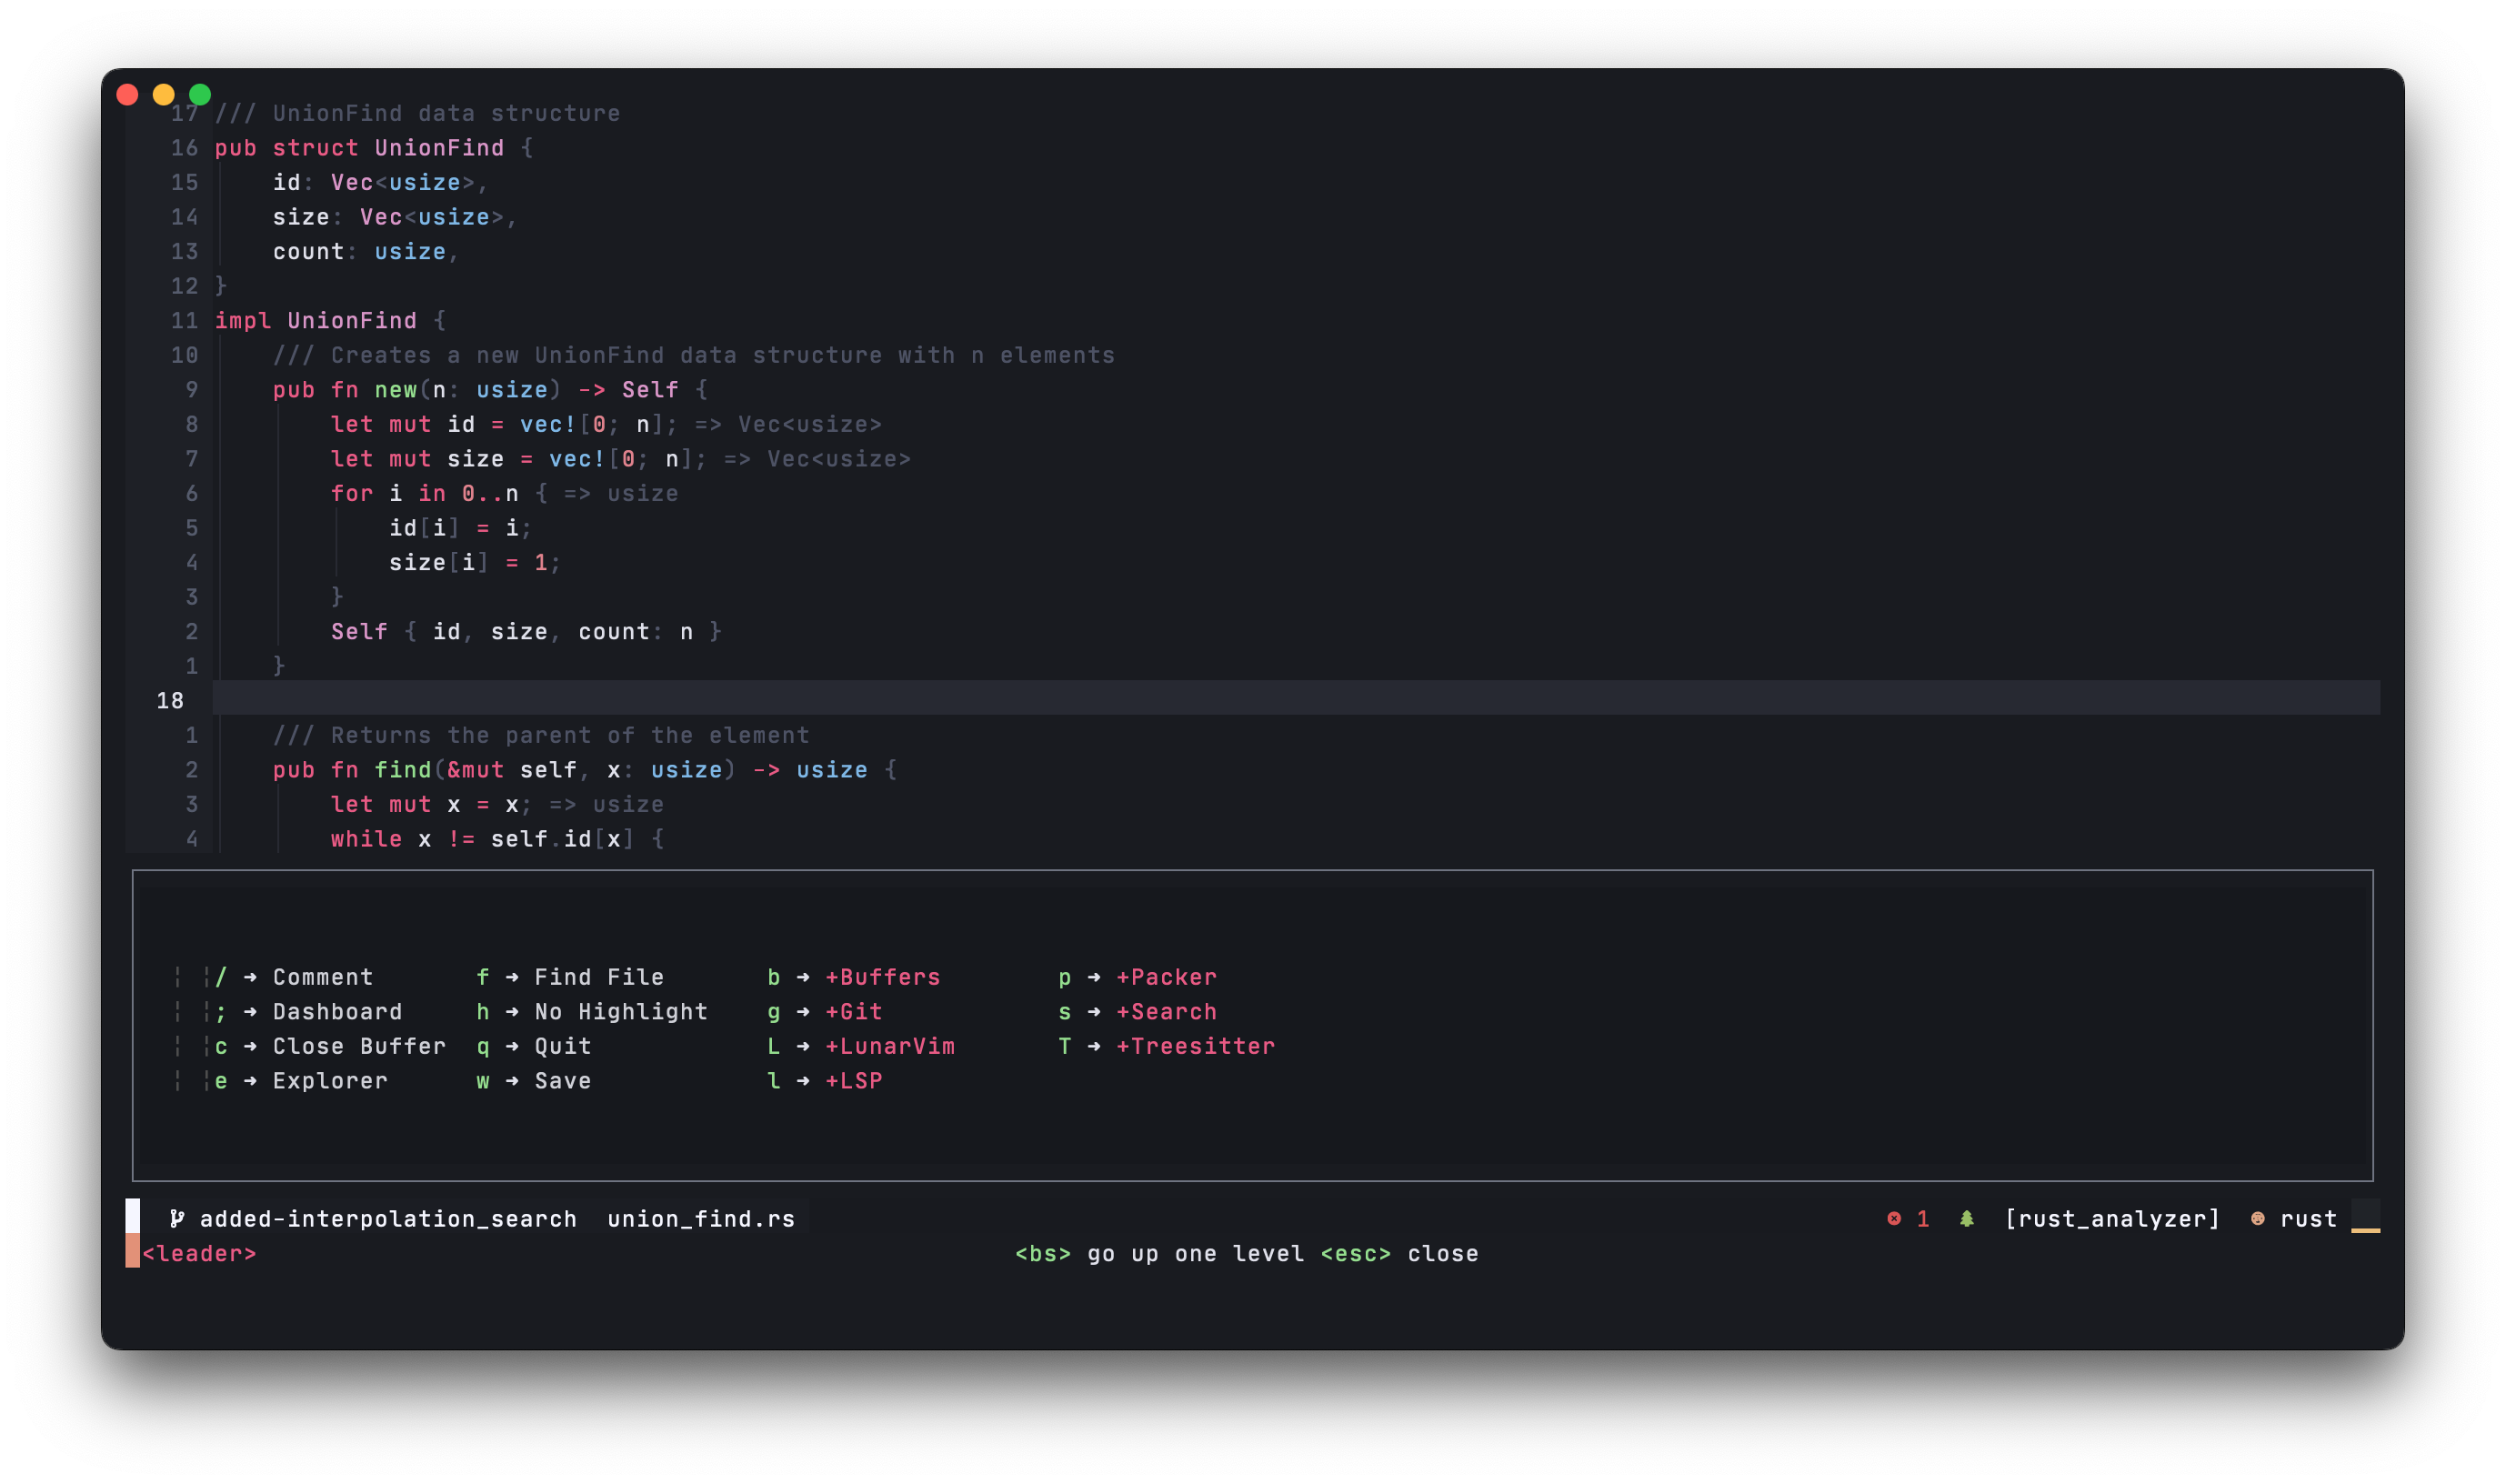 17 /// UnionFind data structure
16 pub struct UnionFind {
15     id: Vec<usize>,
14     size: Vec<usize>,
13     count: usize,
12 }
11 impl UnionFind {
10     /// Creates a new UnionFind data structure with n elements
9     pub fn new(n: usize) -> Self {
8         let mut id = vec![0; n]; => Vec<usize>
7         let mut size = vec![0; n]; => Vec<usize>
6         for i in 0..n { => usize
5             id[i] = i;
4             size[i] = 1;
3         }
2         Self { id, size, count: n }
1     }
18
1     /// Returns the parent of the element
2     pub fn find(&mut self, x: usize) -> usize {
3         let mut x = x; => usize
4         while x != self.id[x] {
/ → Comment f → Find File b → +Buffers p → +Packer
; → Dashboard h → No Highlight g → +Git s → +Search
c → Close Buffer q → Quit L → +LunarVim T → +Treesitter
e → Explorer w → Save l → +LSP
added-interpolation_search union_find.rs 1 [rust_analyzer] rust
<leader> <bs> go up one level <esc> close